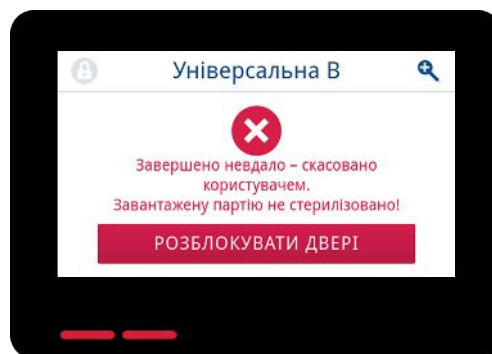 Універсальна В
Завершено невдало – скасовано
користувачем.
Завантажену партію не стерилізовано!
РОЗБЛОКУВАТИ ДВЕРІ